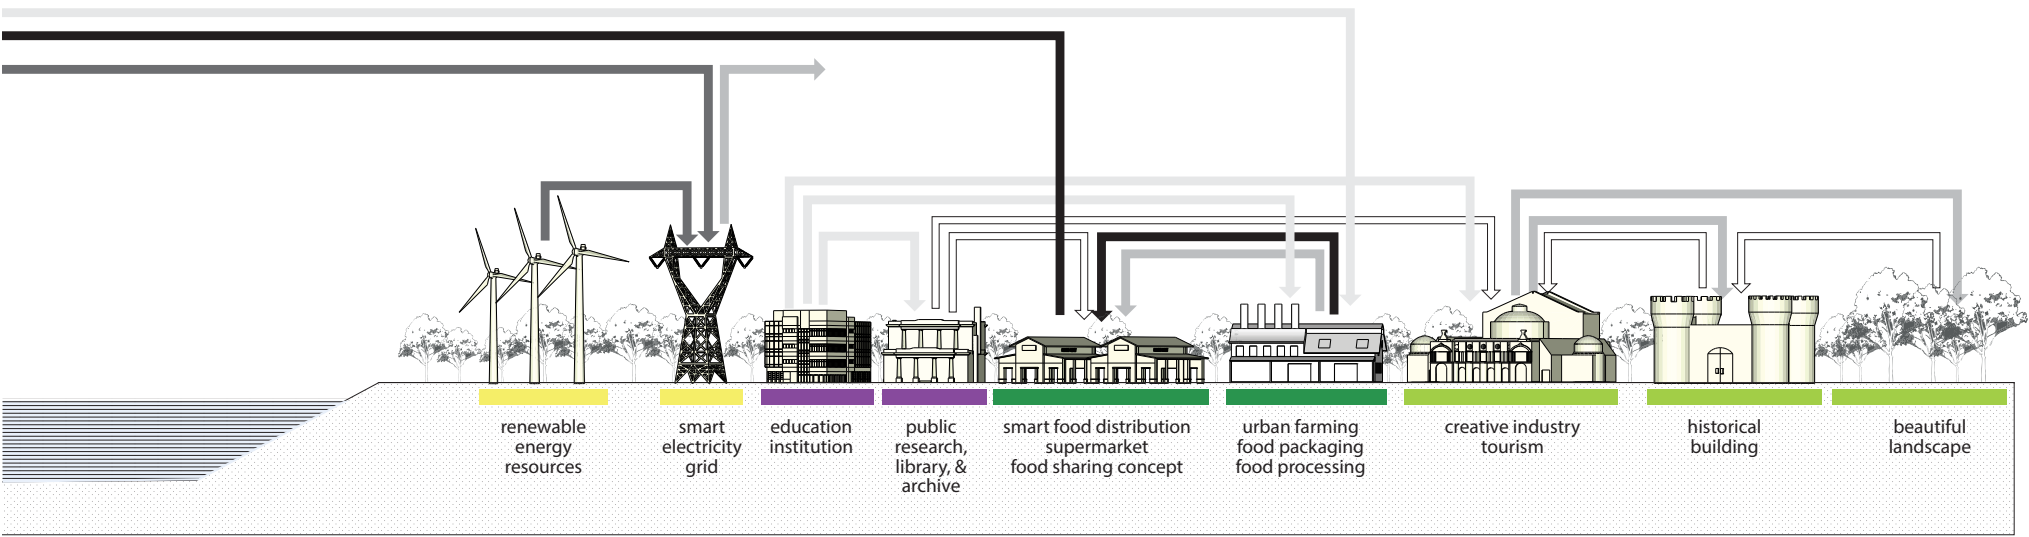 renewable
energy
resources
smart
electricity
grid
education
institution
public
research,
library, &
archive
smart food distribution
supermarket
food sharing concept
urban farming
food packaging
food processing
creative industry
tourism
historical
building
beautiful
landscape